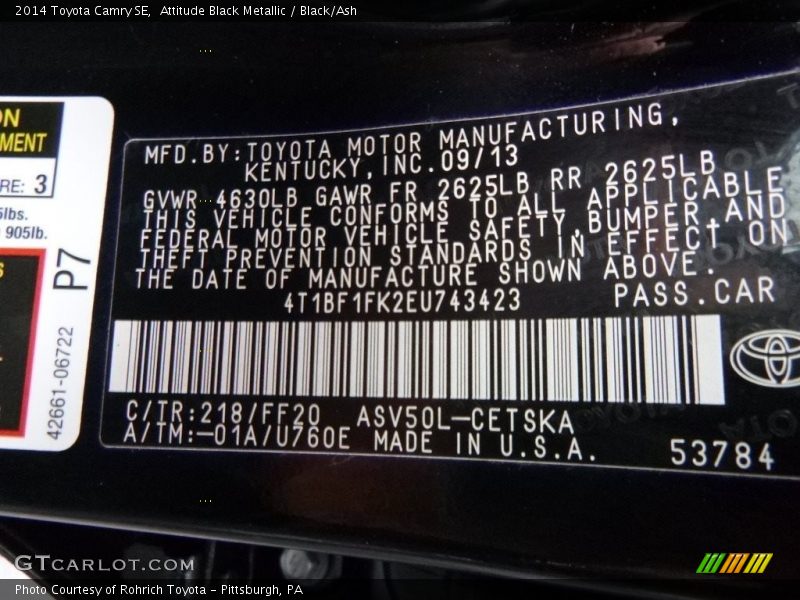 2014 Toyota Camry SE,  Attitude Black Metallic / Black/Ash
ON
MENT
RE: 3
5lbs.
905lb.
P7
42661-06722
MFD.BY:TOYOTA MOTOR MANUFACTURING,
KENTUCKY,INC.09/13
GVWR 4630LB GAWR FR 2625LB RR 2625LB
THIS VEHICLE CONFORMS TO ALL APPLICABLE
FEDERAL MOTOR VEHICLE SAFETY,BUMPER,AND
THEFT PREVENTION STANDARDS IN EFFECT ON
THE DATE OF MANUFACTURE SHOWN ABOVE.
4T1BF1FK2EU743423 PASS.CAR
C/TR:218/FF20 ASV50L-CETSKA
A/TM:-01A/U760E MADE IN U.S.A.
53784
GTCARLOT.COM
Photo Courtesy of Rohrich Toyota - Pittsburgh, PA